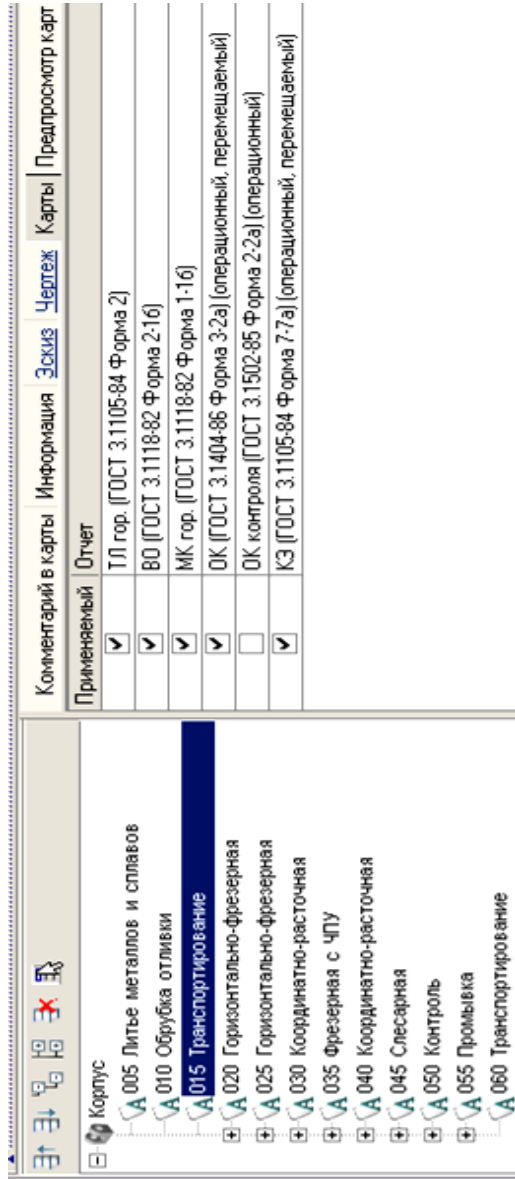 Комментарий в карты Информация Эскиз Чертеж Карты Предпросмотр карт
Применяемый Отчет
ТЛ гор. (ГОСТ 3.1105-84 Форма 2)
ВО (ГОСТ 3.1118-82 Форма 2-16)
МК гор. (ГОСТ 3.1118-82 Форма 1-16)
ОК (ГОСТ 3.1404-86 Форма 3-2а) (операционный, перемещаемый)
ОК контроля (ГОСТ 3.1502-85 Форма 2-2а) (операционный)
КЭ (ГОСТ 3.1105-84 Форма 7-7а) (операционный, перемещаемый)
Корпус
А 005 Литье металлов и сплавов
А 010 Обрубка отливки
А 015 Транспортирование
А 020 Горизонтально-фрезерная
А 025 Горизонтально-фрезерная
А 030 Координатно-расточная
А 035 Фрезерная с ЧПУ
А 040 Координатно-расточная
А 045 Слесарная
А 050 Контроль
А 055 Промывка
А 060 Транспортирование